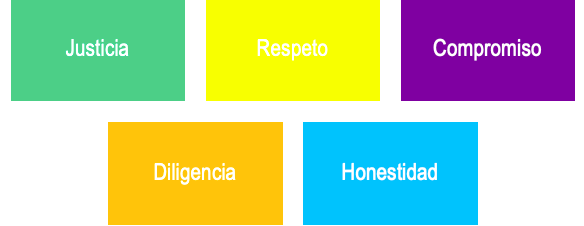 Justicia
Respeto
Compromiso
Diligencia
Honestidad